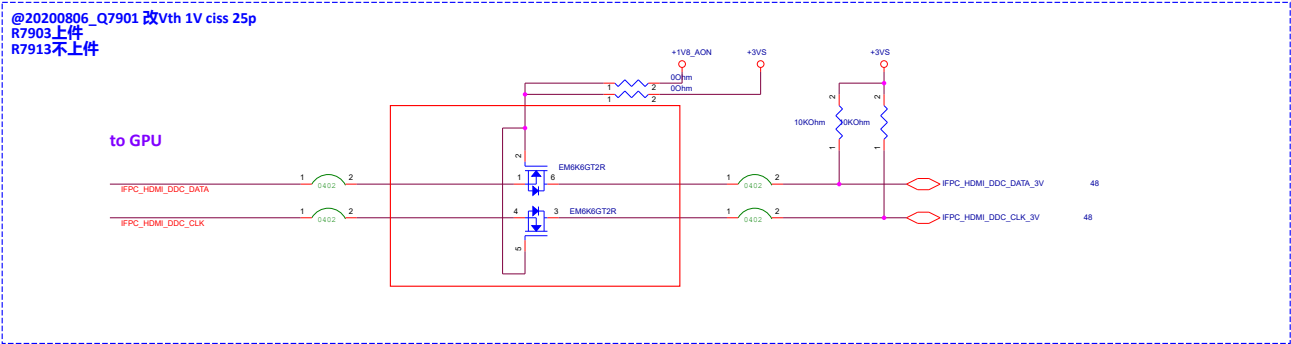 @20200806_Q7901 改Vth 1V ciss 25p
R7903上件
R7913不上件
+1V8_AON
+3VS
+3VS
0Ohm
1 2
0Ohm
1 2
2 2
10KOhm
10KOhm
1 1
to GPU
2
EM6K6GT2R
1 2
0402
1 6
1 2
0402
IFPC_HDMI_DDC_DATA
IFPC_HDMI_DDC_DATA_3V
48
1 2
0402
4 3
EM6K6GT2R
1 2
0402
IFPC_HDMI_DDC_CLK
IFPC_HDMI_DDC_CLK_3V
48
5